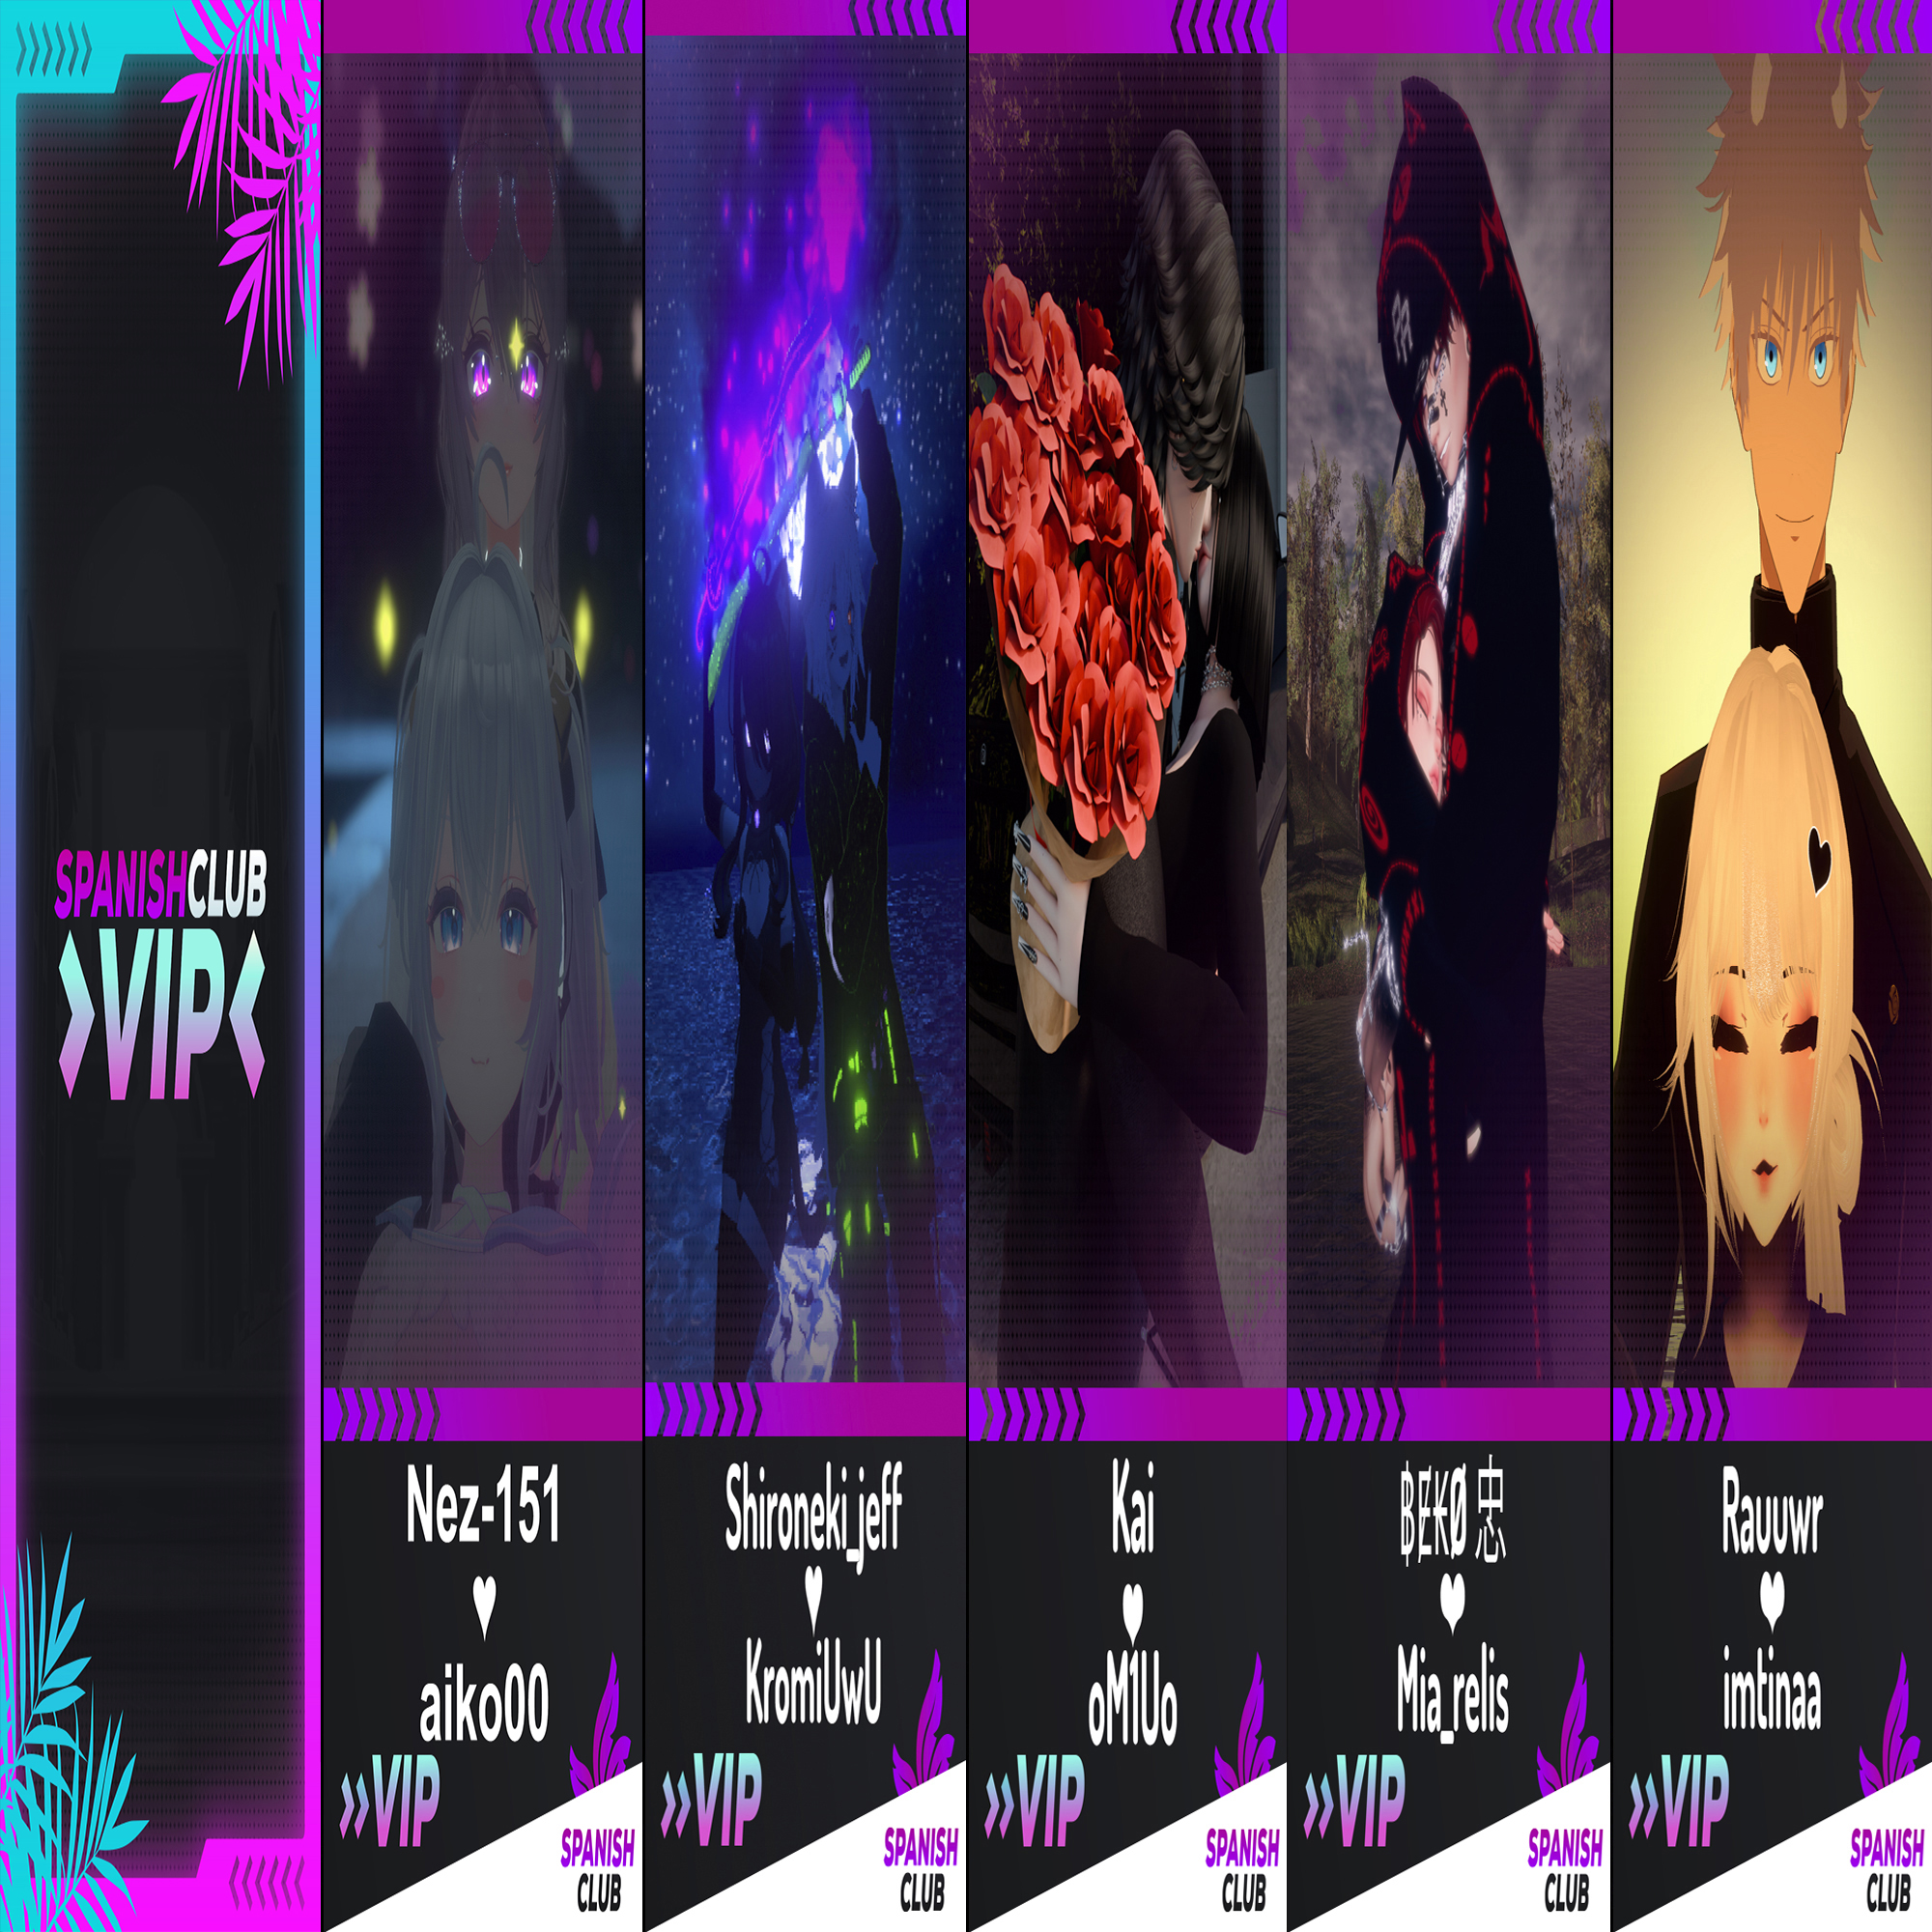 SPANISHCLUB
VIP
Nez-151
♥
aiko00
VIP
SPANISH
CLUB
Shironeki_jeff
♥
KromiUwU
VIP
SPANISH
CLUB
Kai
♥
oM1Uo
VIP
SPANISH
CLUB
฿ɆꝀØ 忠
♥
Mia_relis
VIP
SPANISH
CLUB
Rauuwr
♥
imtinaa
VIP
SPANISH
CLUB